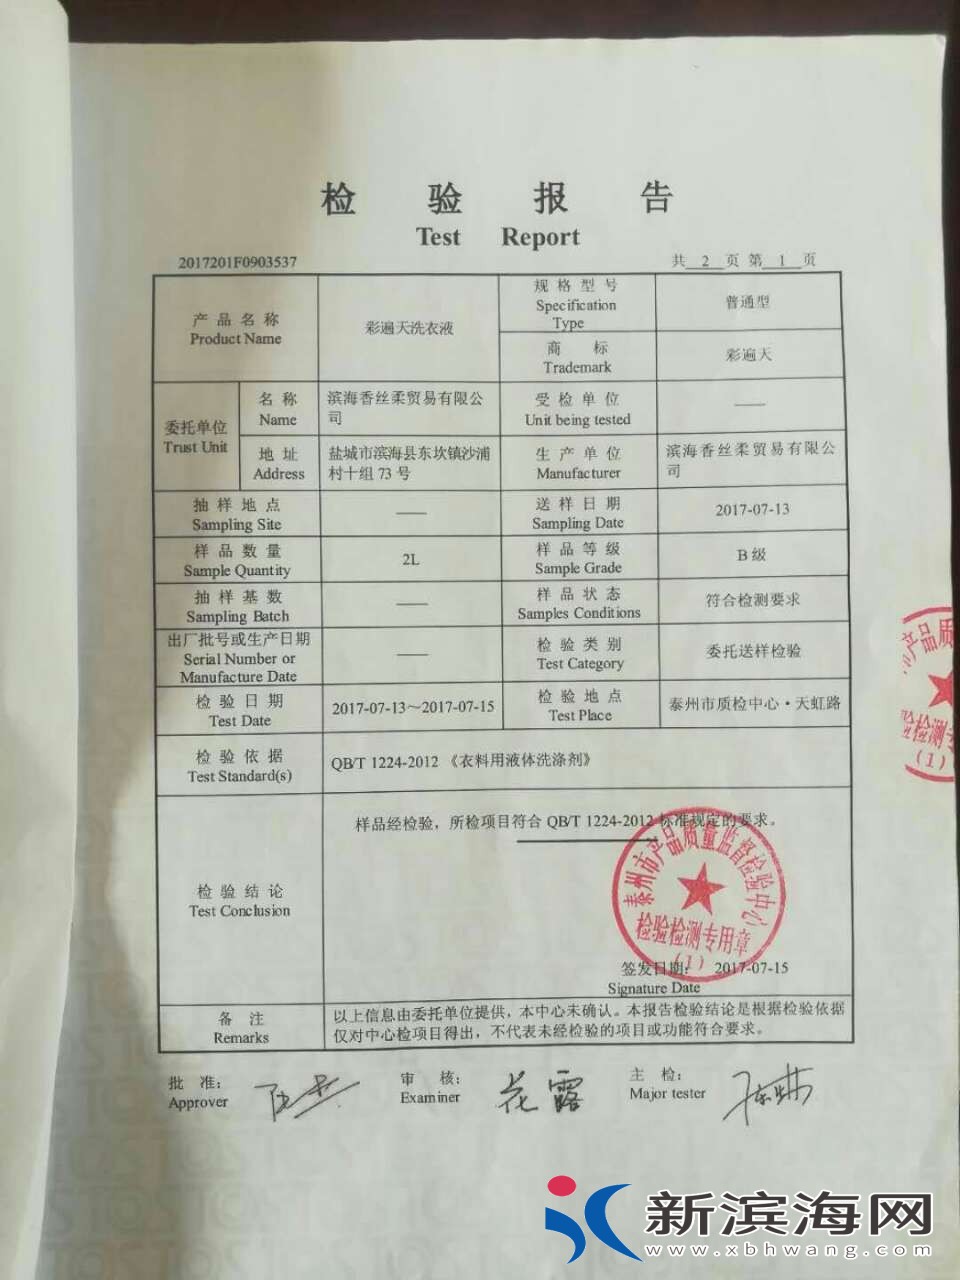 检 验 报 告
Test Report
2017201F0903537
共 2 页 第 1 页
产 品 名 称
Product Name
彩遍天洗衣液
规 格 型 号
Specification
Type
普通型
商 标
Trademark
彩遍天
委托单位
Trust Unit
名 称
Name
滨海香丝柔贸易有限公
司
受 检 单 位
Unit being tested
——
地 址
Address
盐城市滨海县东坎镇沙浦
村十组 73 号
生 产 单 位
Manufacturer
滨海香丝柔贸易有限公
司
抽 样 地 点
Sampling Site
——
送 样 日 期
Sampling Date
2017-07-13
样 品 数 量
Sample Quantity
2L
样 品 等 级
Sample Grade
B 级
抽 样 基 数
Sampling Batch
——
样 品 状 态
Samples Conditions
符合检测要求
出厂批号或生产日期
Serial Number or
Manufacture Date
——
检 验 类 别
Test Category
委托送样检验
检 验 日 期
Test Date
2017-07-13～2017-07-15
检 验 地 点
Test Place
泰州市质检中心·天虹路
检 验 依 据
Test Standard(s)
QB/T 1224-2012 《衣料用液体洗涤剂》
检 验 结 论
Test Conclusion
样品经检验，所检项目符合 QB/T 1224-2012 标准规定的要求。
泰州市产品质量监督检验中心
检验检测专用章
(1)
签发日期： 2017-07-15
Signature Date
产品质
检检测专
(1)
备 注
Remarks
以上信息由委托单位提供，本中心未确认。本报告检验结论是根据检验依据
仅对中心检项目得出，不代表未经检验的项目或功能符合要求。
批 准：
Approver
审 核：
Examiner
花露
主 检：
Major tester
新滨海网
www.xbhwang.com